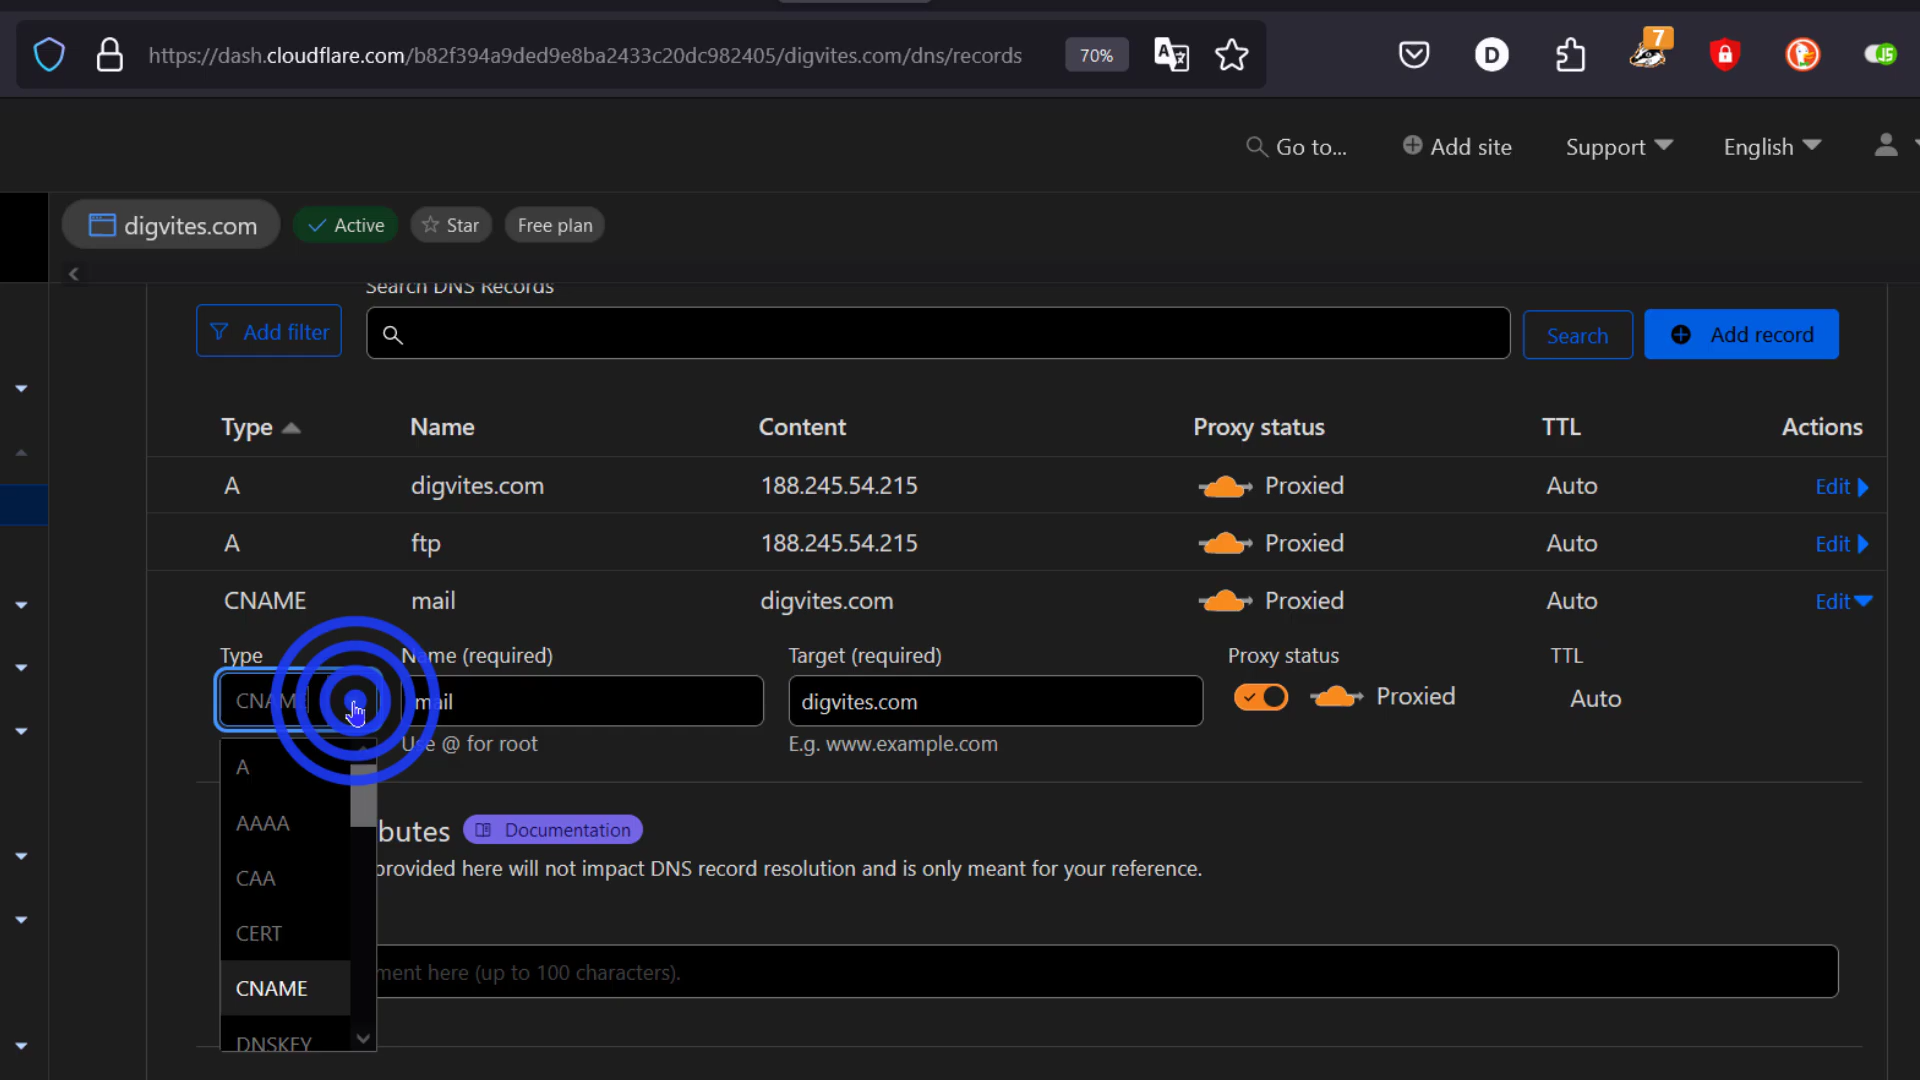 https://dash.cloudflare.com/b82f394a9ded9e8ba2433c20dc982405/digvites.com/dns/records 70% 7 D JS
Go to... Add site Support English
digvites.com Active Star Free plan
Search DNS Records
Add filter Search Add record
Type Name Content Proxy status TTL Actions
A digvites.com 188.245.54.215 Proxied Auto Edit
A ftp 188.245.54.215 Proxied Auto Edit
CNAME mail digvites.com Proxied Auto Edit
Type Name (required) Target (required) Proxy status TTL
CNAME mail digvites.com Proxied Auto
Use @ for root E.g. www.example.com
A
AAAA
butes Documentation
provided here will not impact DNS record resolution and is only meant for your reference.
CAA
CERT
ment here (up to 100 characters).
CNAME
DNSKEY